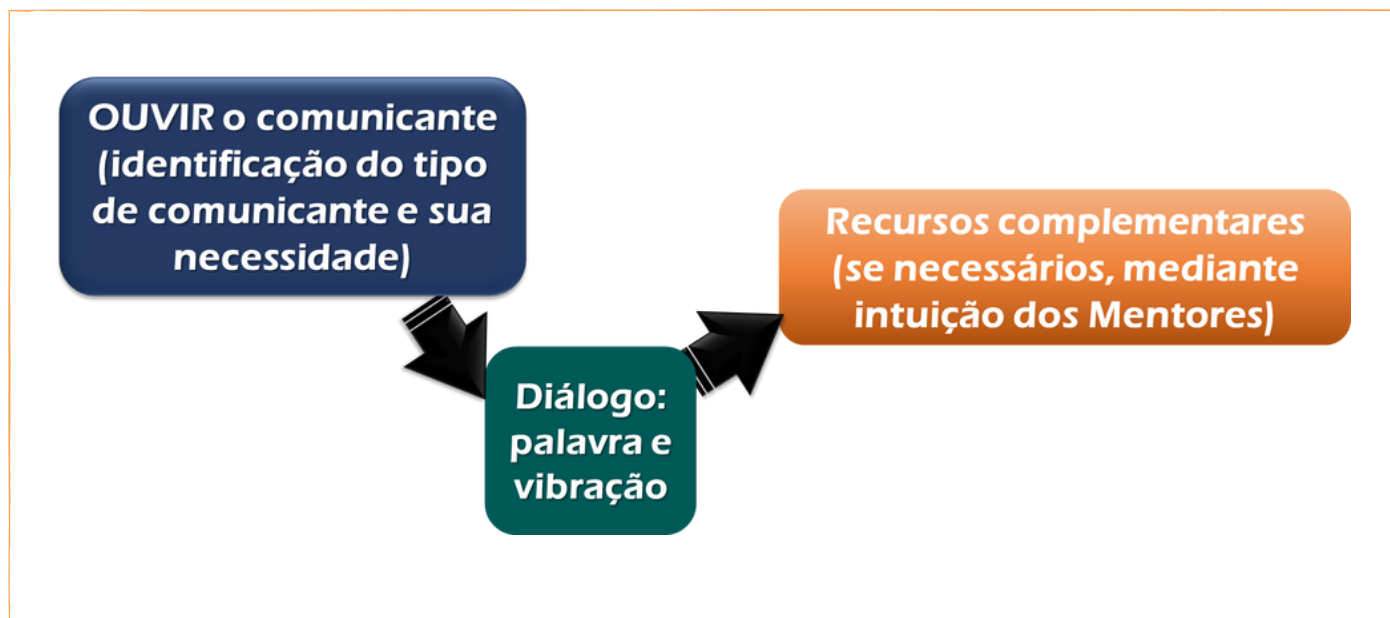 OUVIR o comunicante
(identificação do tipo
de comunicante e sua
necessidade)
Diálogo:
palavra e
vibração
Recursos complementares
(se necessários, mediante
intuição dos Mentores)